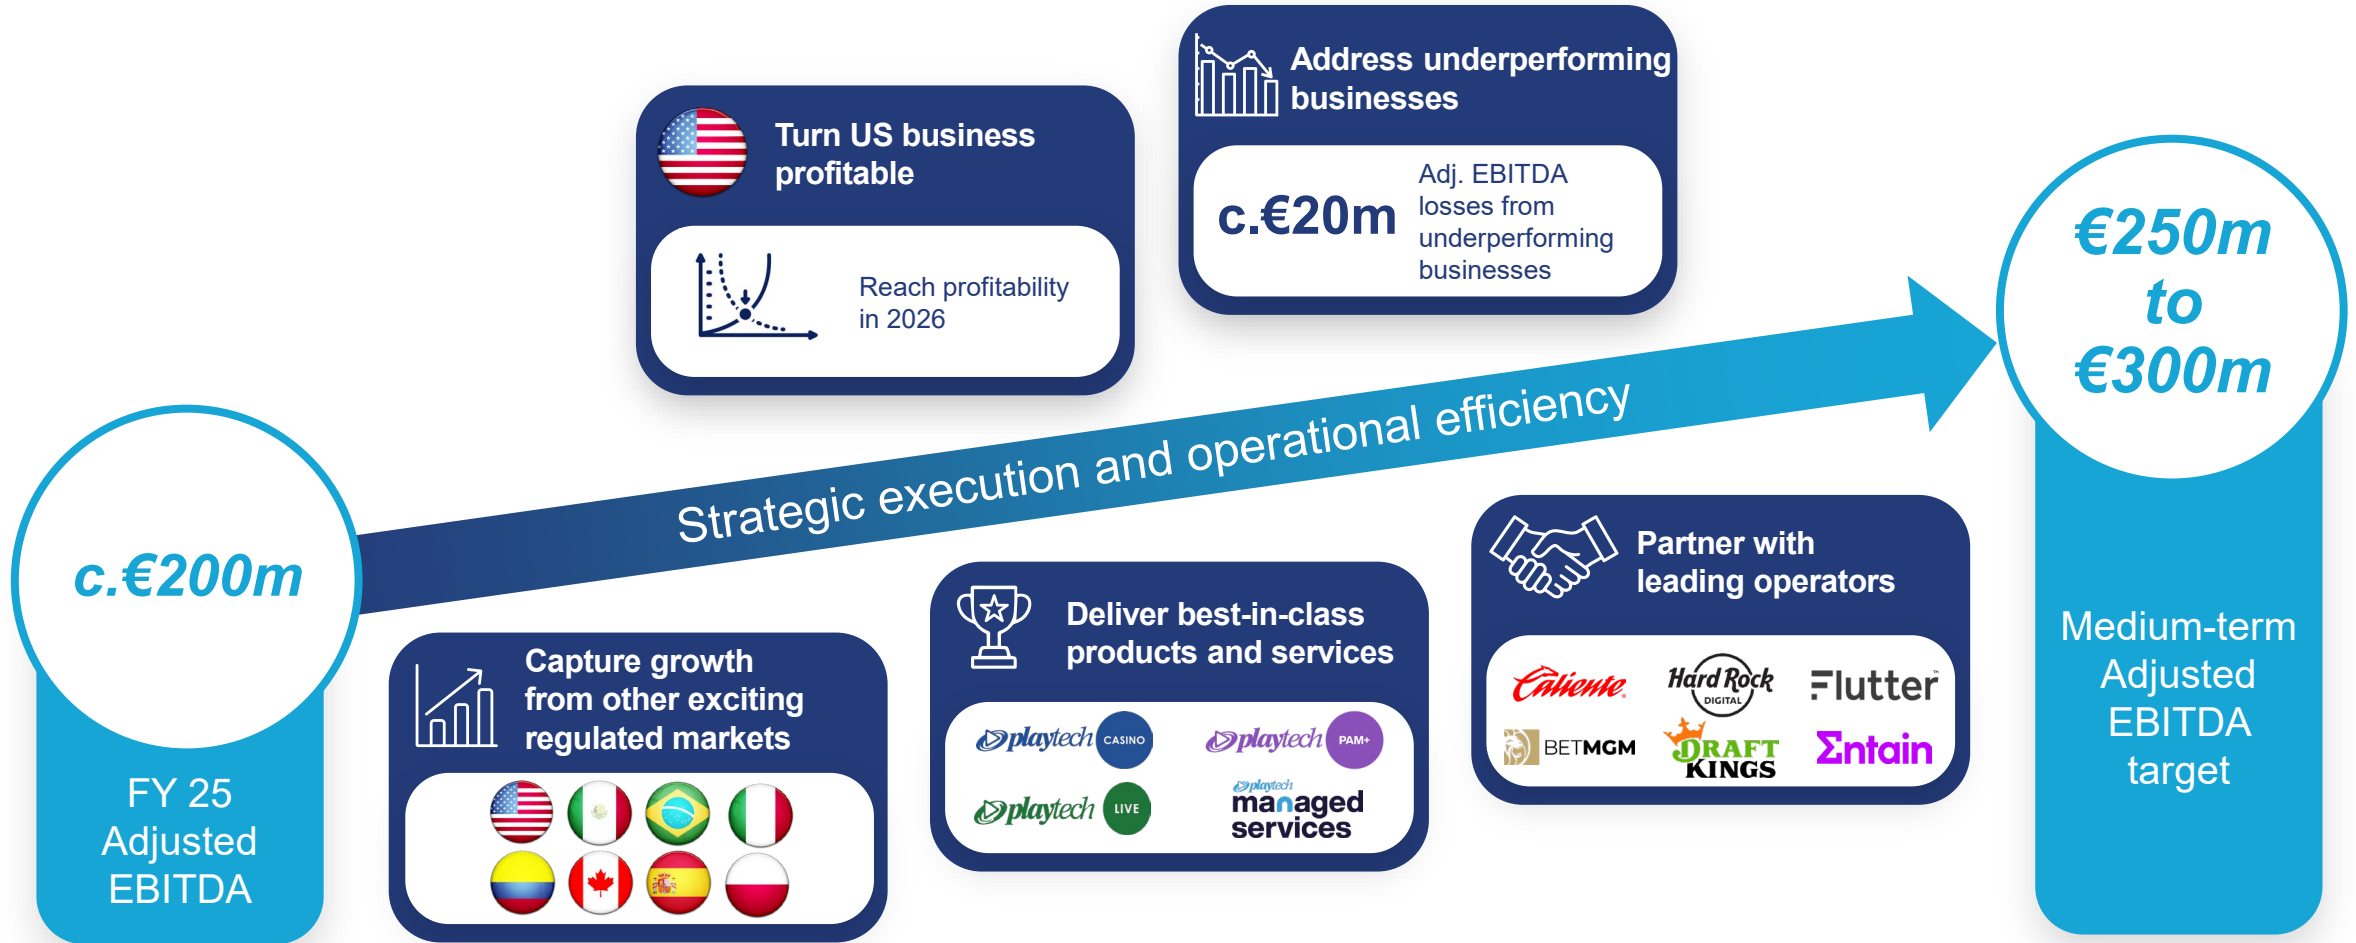 c.€200m
FY 25
Adjusted
EBITDA
Turn US business
profitable
Reach profitability
in 2026
Address underperforming
businesses
c.€20m
Adj. EBITDA
losses from
underperforming
businesses
Strategic execution and operational efficiency
Capture growth
from other exciting
regulated markets
Deliver best-in-class
products and services
playtech CASINO
playtech PAM+
playtech LIVE
playtech
managed
services
Partner with
leading operators
Caliente
Hard Rock
DIGITAL
Flutter
BETMGM
DRAFT
KINGS
Entain
€250m
to
€300m
Medium-term
Adjusted
EBITDA
target